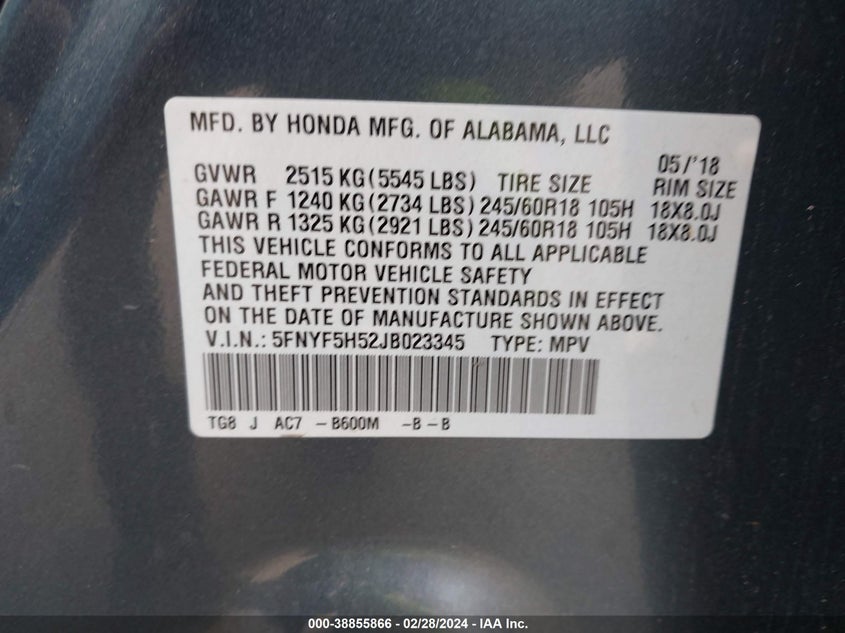 MFD. BY HONDA MFG. OF ALABAMA, LLC
05/'18
GVWR 2515 KG (5545 LBS) TIRE SIZE RIM SIZE
GAWR F 1240 KG (2734 LBS) 245/60R18 105H 18X8.0J
GAWR R 1325 KG (2921 LBS) 245/60R18 105H 18X8.0J
THIS VEHICLE CONFORMS TO ALL APPLICABLE
FEDERAL MOTOR VEHICLE SAFETY
AND THEFT PREVENTION STANDARDS IN EFFECT
ON THE DATE OF MANUFACTURE SHOWN ABOVE.
V.I.N.: 5FNYF5H52JB023345 TYPE: MPV
TG8 J AC7 -B600M -B-B
000-38855866 - 02/28/2024 - IAA Inc.